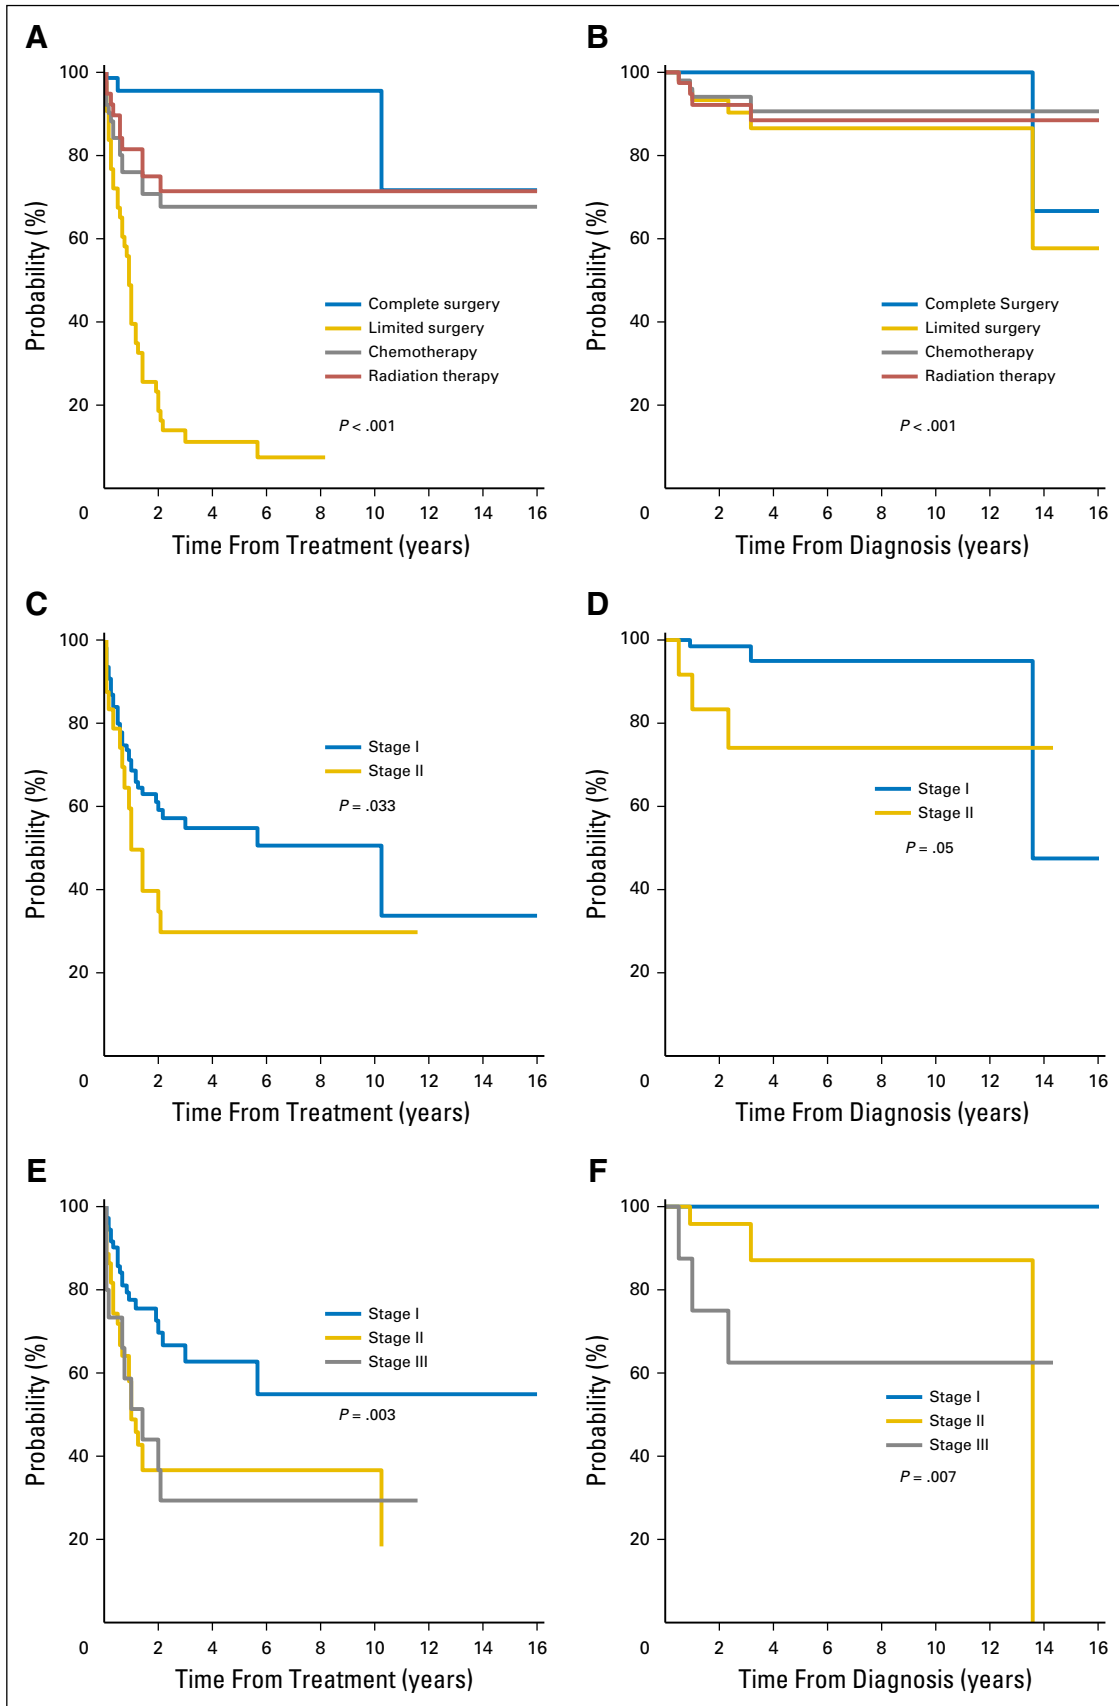 A
Probability (%)
100
80
60
40
20
Complete surgery
Limited surgery
Chemotherapy
Radiation therapy
P < .001
0 2 4 6 8 10 12 14 16
Time From Treatment (years)
B
Probability (%)
100
80
60
40
20
Complete Surgery
Limited surgery
Chemotherapy
Radiation therapy
P < .001
0 2 4 6 8 10 12 14 16
Time From Diagnosis (years)
C
Probability (%)
100
80
60
40
20
Stage I
Stage II
P = .033
0 2 4 6 8 10 12 14 16
Time From Treatment (years)
D
Probability (%)
100
80
60
40
20
Stage I
Stage II
P = .05
0 2 4 6 8 10 12 14 16
Time From Diagnosis (years)
E
Probability (%)
100
80
60
40
20
Stage I
Stage II
Stage III
P = .003
0 2 4 6 8 10 12 14 16
Time From Treatment (years)
F
Probability (%)
100
80
60
40
20
Stage I
Stage II
Stage III
P = .007
0 2 4 6 8 10 12 14 16
Time From Diagnosis (years)